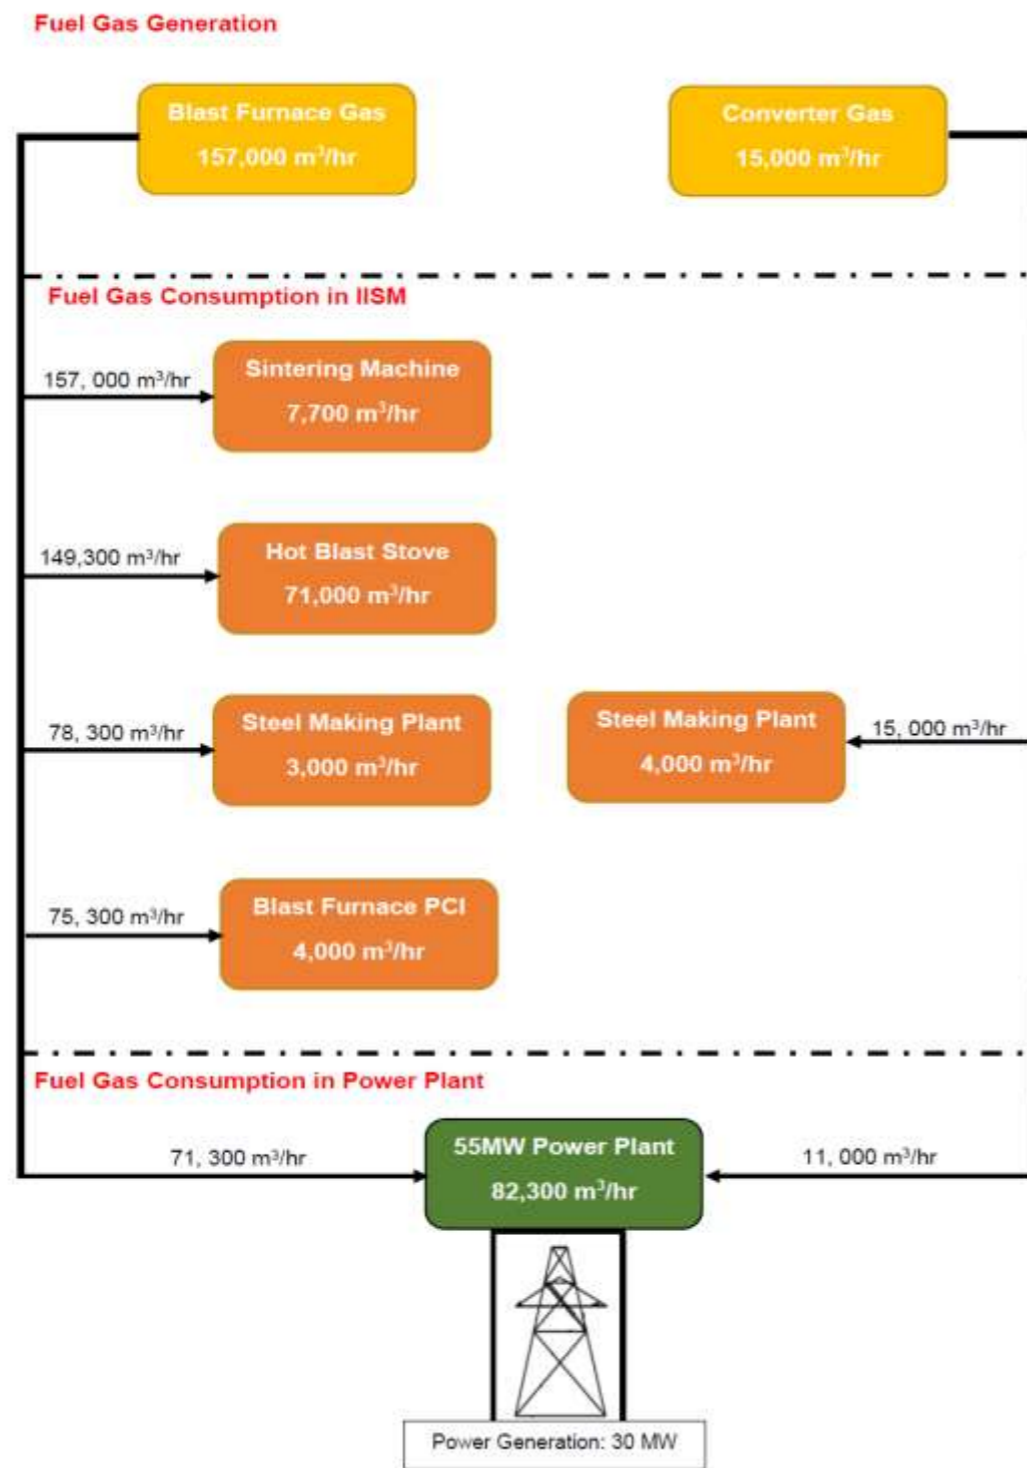 Fuel Gas Generation
Blast Furnace Gas
157,000 m³/hr
Converter Gas
15,000 m³/hr
Fuel Gas Consumption in IISM
157, 000 m³/hr
Sintering Machine
7,700 m³/hr
149,300 m³/hr
Hot Blast Stove
71,000 m³/hr
78, 300 m³/hr
Steel Making Plant
3,000 m³/hr
Steel Making Plant
4,000 m³/hr
15, 000 m³/hr
75, 300 m³/hr
Blast Furnace PCI
4,000 m³/hr
Fuel Gas Consumption in Power Plant
71, 300 m³/hr
55MW Power Plant
82,300 m³/hr
11, 000 m³/hr
Power Generation: 30 MW